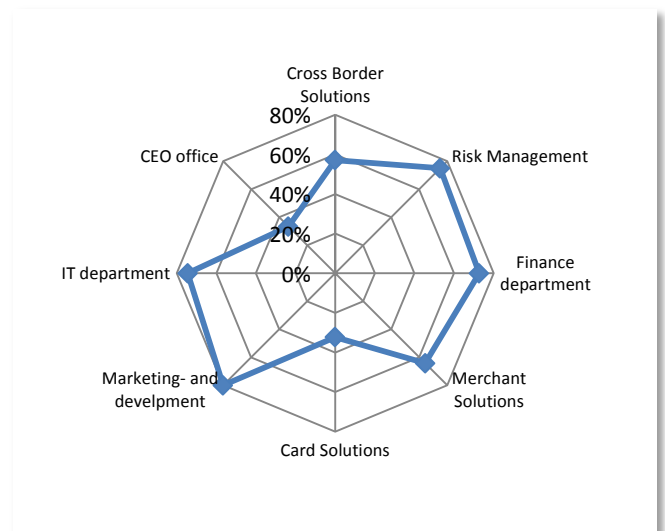 Cross Border
Solutions
80%
60%
40%
20%
0%
Risk Management
Finance
department
Merchant
Solutions
Card Solutions
Marketing- and
develpment
IT department
CEO office